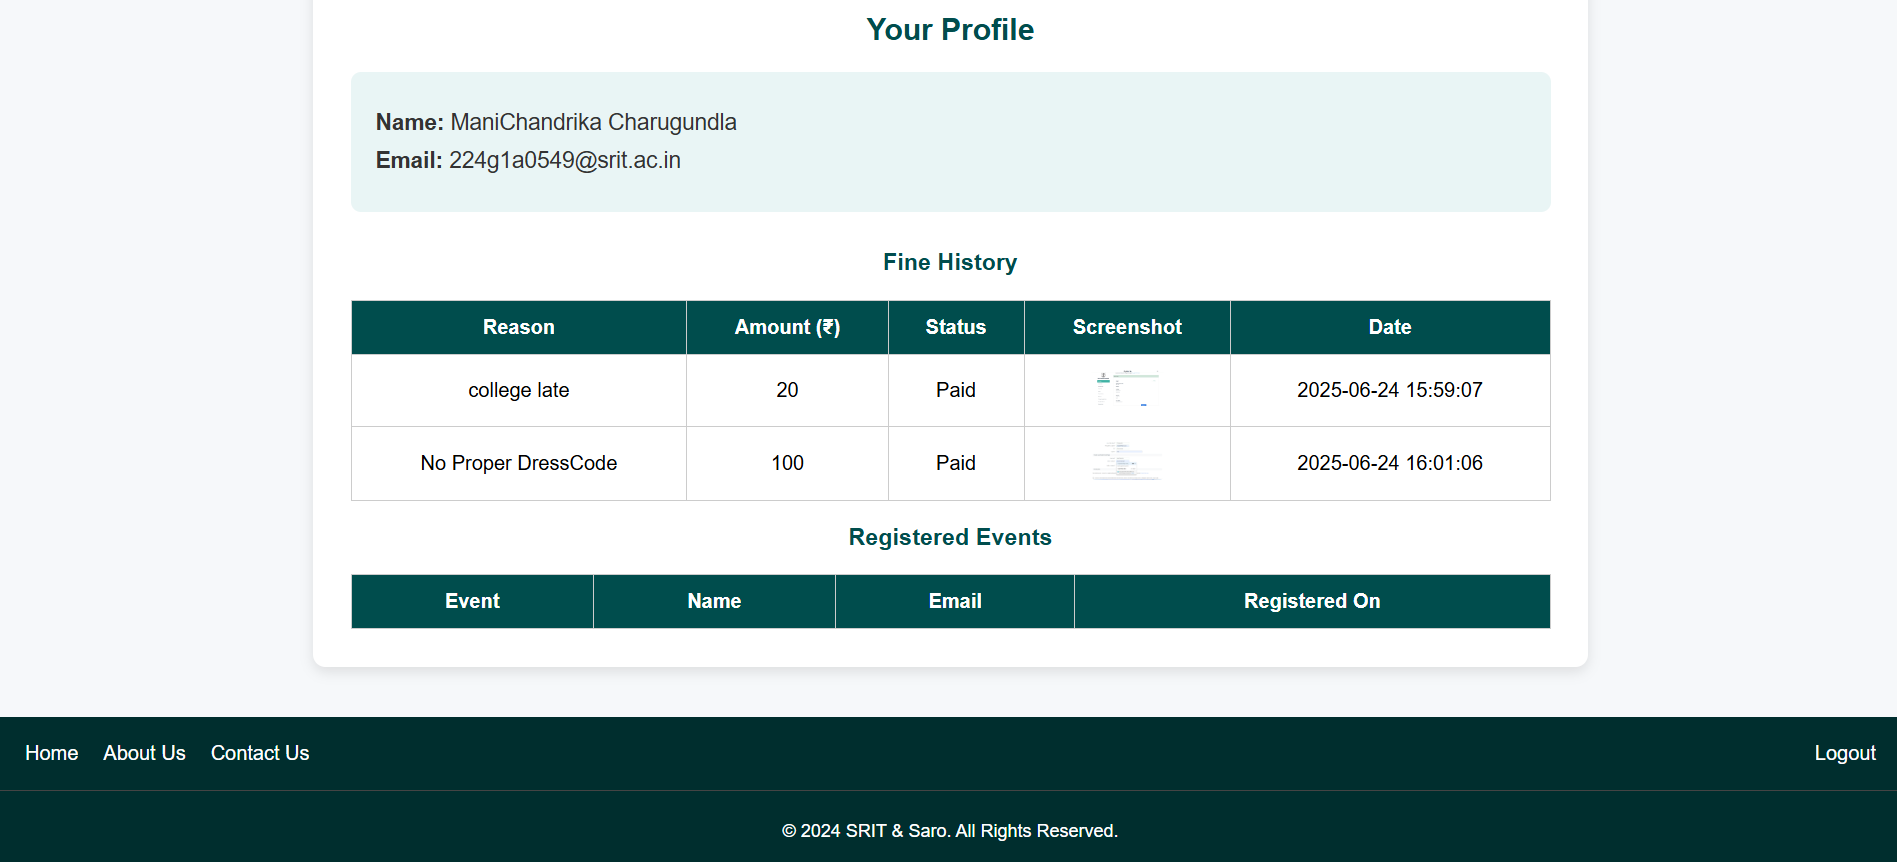 Your Profile
Name: ManiChandrika Charugundla
Email: 224g1a0549@srit.ac.in
Fine History
Reason Amount (₹) Status Screenshot Date
college late 20 Paid 2025-06-24 15:59:07
No Proper DressCode 100 Paid 2025-06-24 16:01:06
Registered Events
Event Name Email Registered On
Home About Us Contact Us Logout
© 2024 SRIT & Saro. All Rights Reserved.